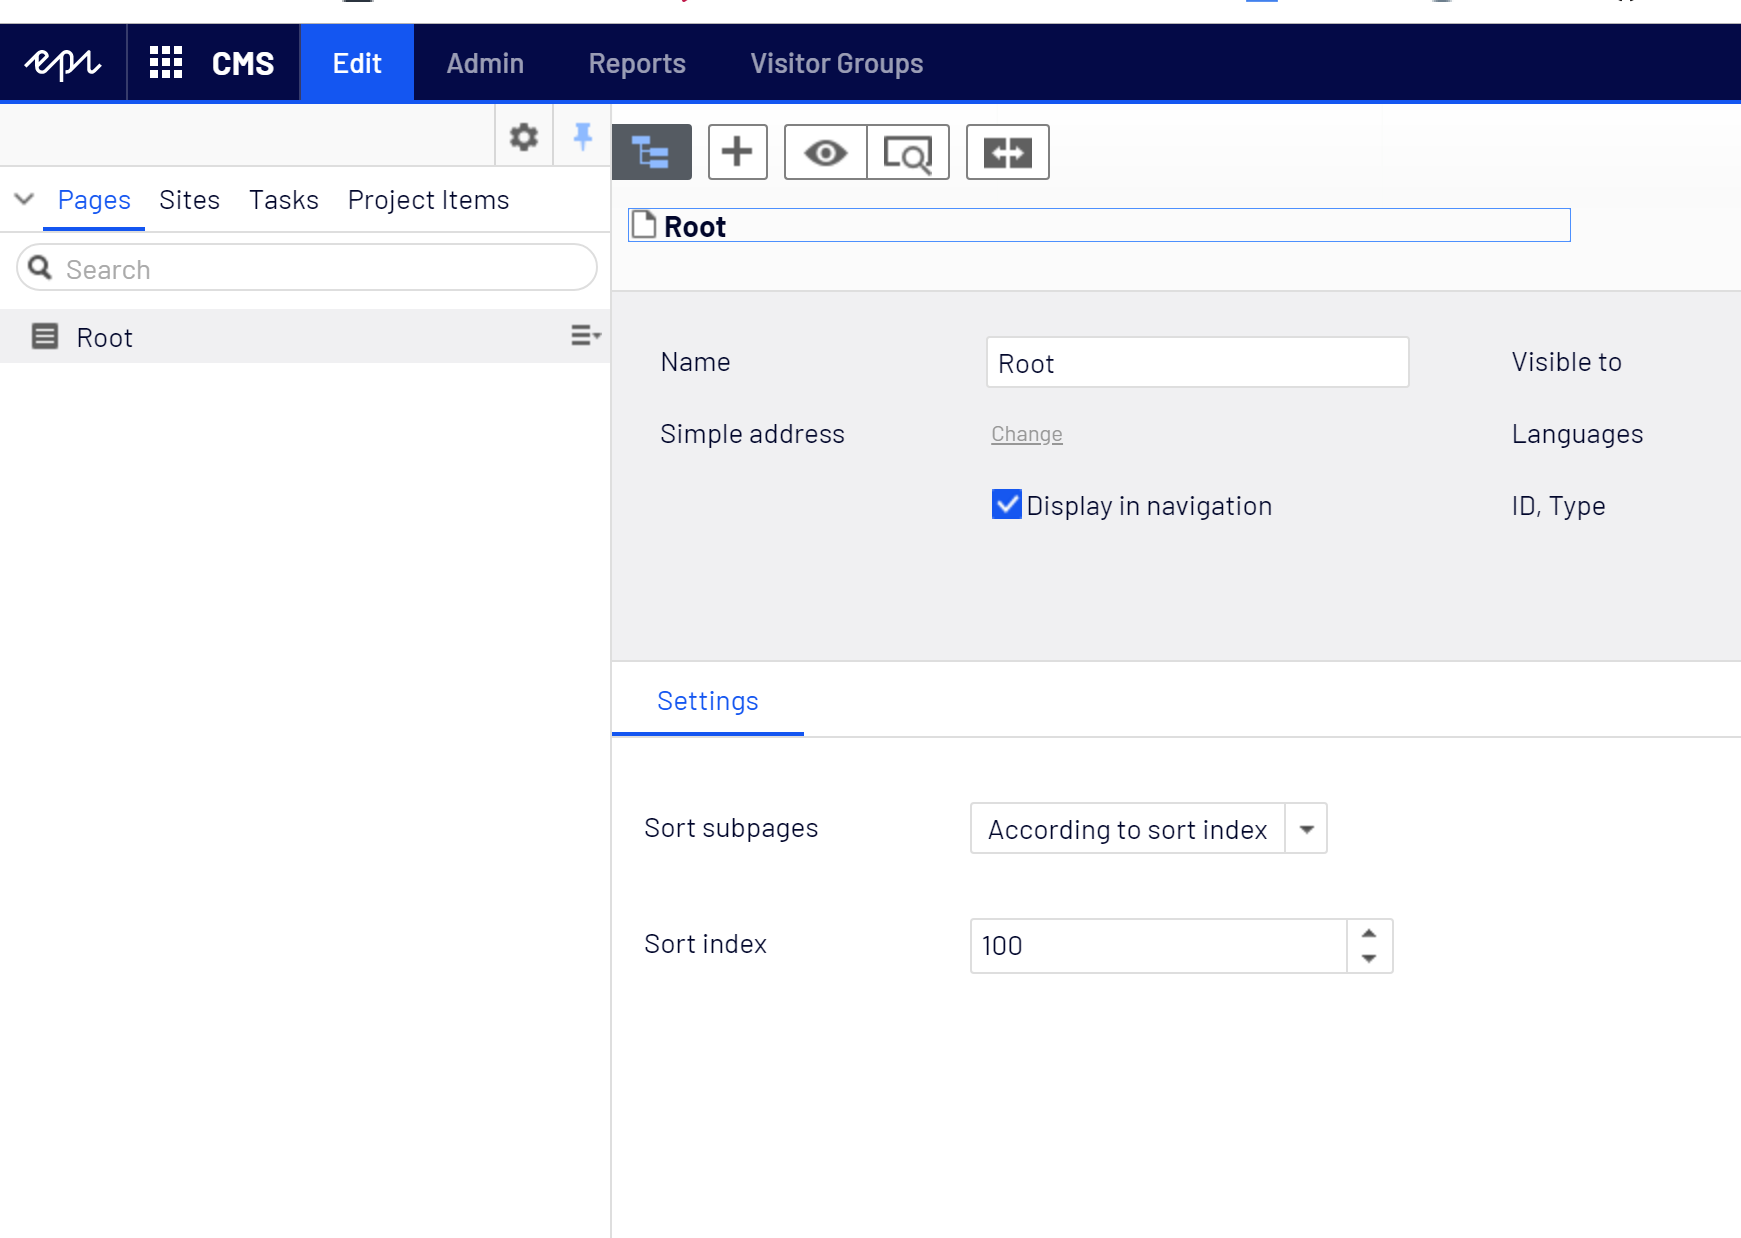 epi CMS Edit Admin Reports Visitor Groups
Pages Sites Tasks Project Items
Search
Root
Root
Name Root Visible to
Simple address Change Languages
Display in navigation ID, Type
Settings
Sort subpages According to sort index
Sort index 100